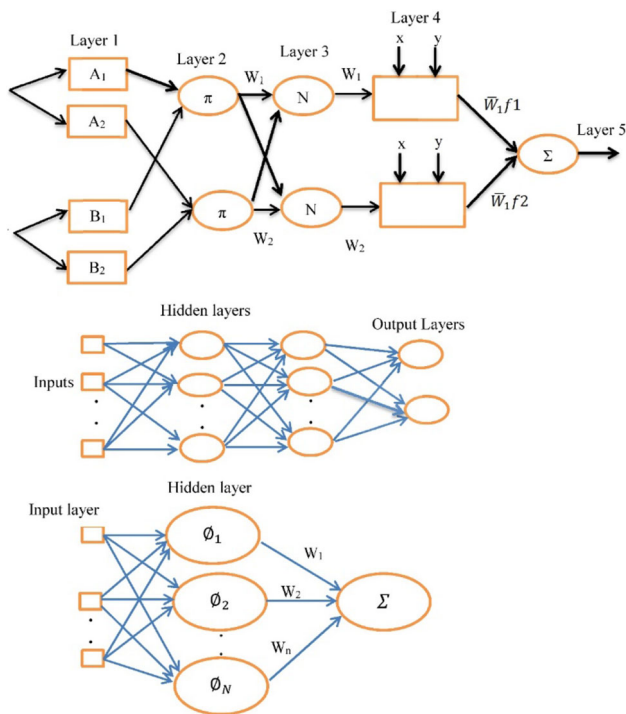 Layer 1
Layer 2
Layer 3
Layer 4
x
y
A₁
π
W₁
N
W₁
W̅₁f1
A₂
Layer 5
x
y
Σ
B₁
π
N
W̅₁f2
W₂
W₂
B₂
Hidden layers
Output Layers
Inputs
Hidden layer
Input layer
∅₁
W₁
∅₂
W₂
Σ
Wₙ
∅_N